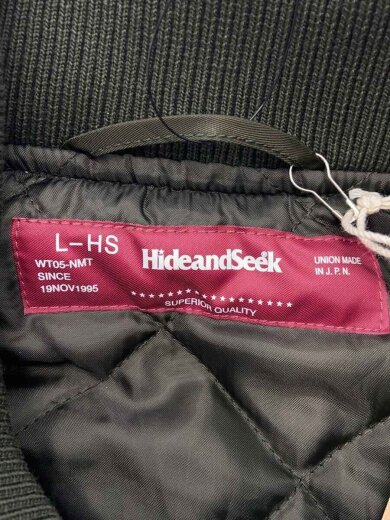 L-HS
WT05-NMT
SINCE
19NOV1995
HideandSeek
SUPERIOR QUALITY
UNION MADE
IN J. P. N.